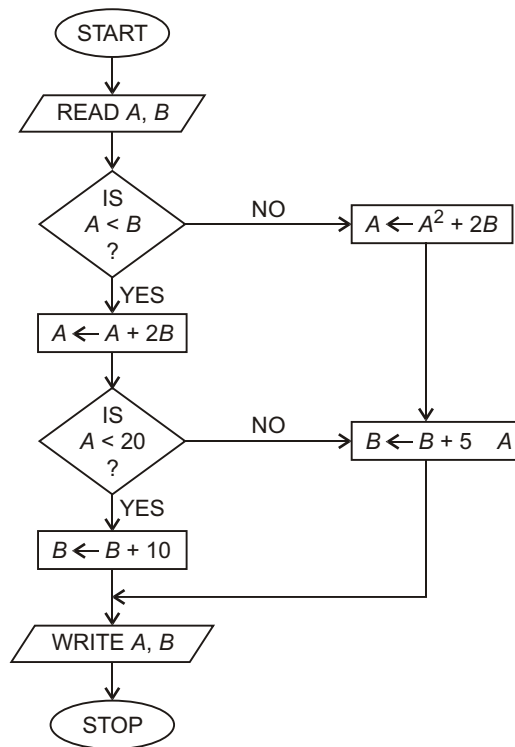 START
READ A, B
IS
A < B
?
NO
A ← A² + 2B
YES
A ← A + 2B
IS
A < 20
?
NO
B ← B + 5 A
YES
B ← B + 10
WRITE A, B
STOP